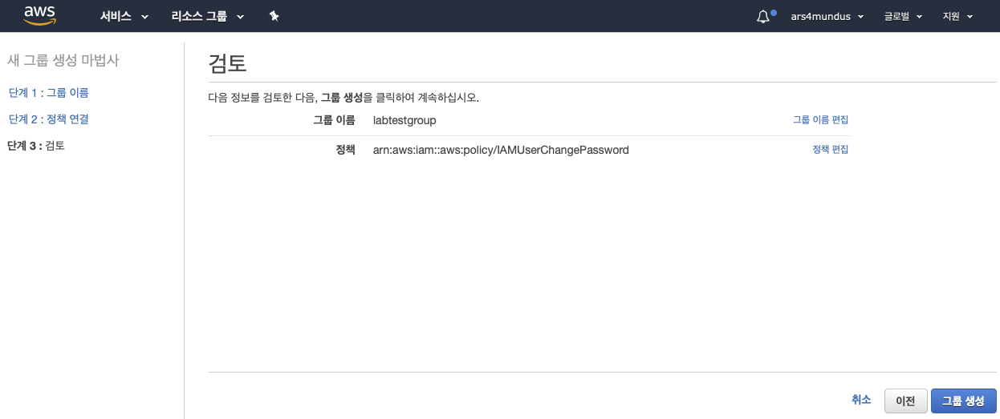 aws 서비스 리소스 그룹 ars4mundus 글로벌 지원
새 그룹 생성 마법사
단계 1 : 그룹 이름
단계 2 : 정책 연결
단계 3 : 검토
검토
다음 정보를 검토한 다음, 그룹 생성을 클릭하여 계속하십시오.
그룹 이름 labtestgroup 그룹 이름 편집
정책 arn:aws:iam::aws:policy/IAMUserChangePassword 정책 편집
취소 이전 그룹 생성